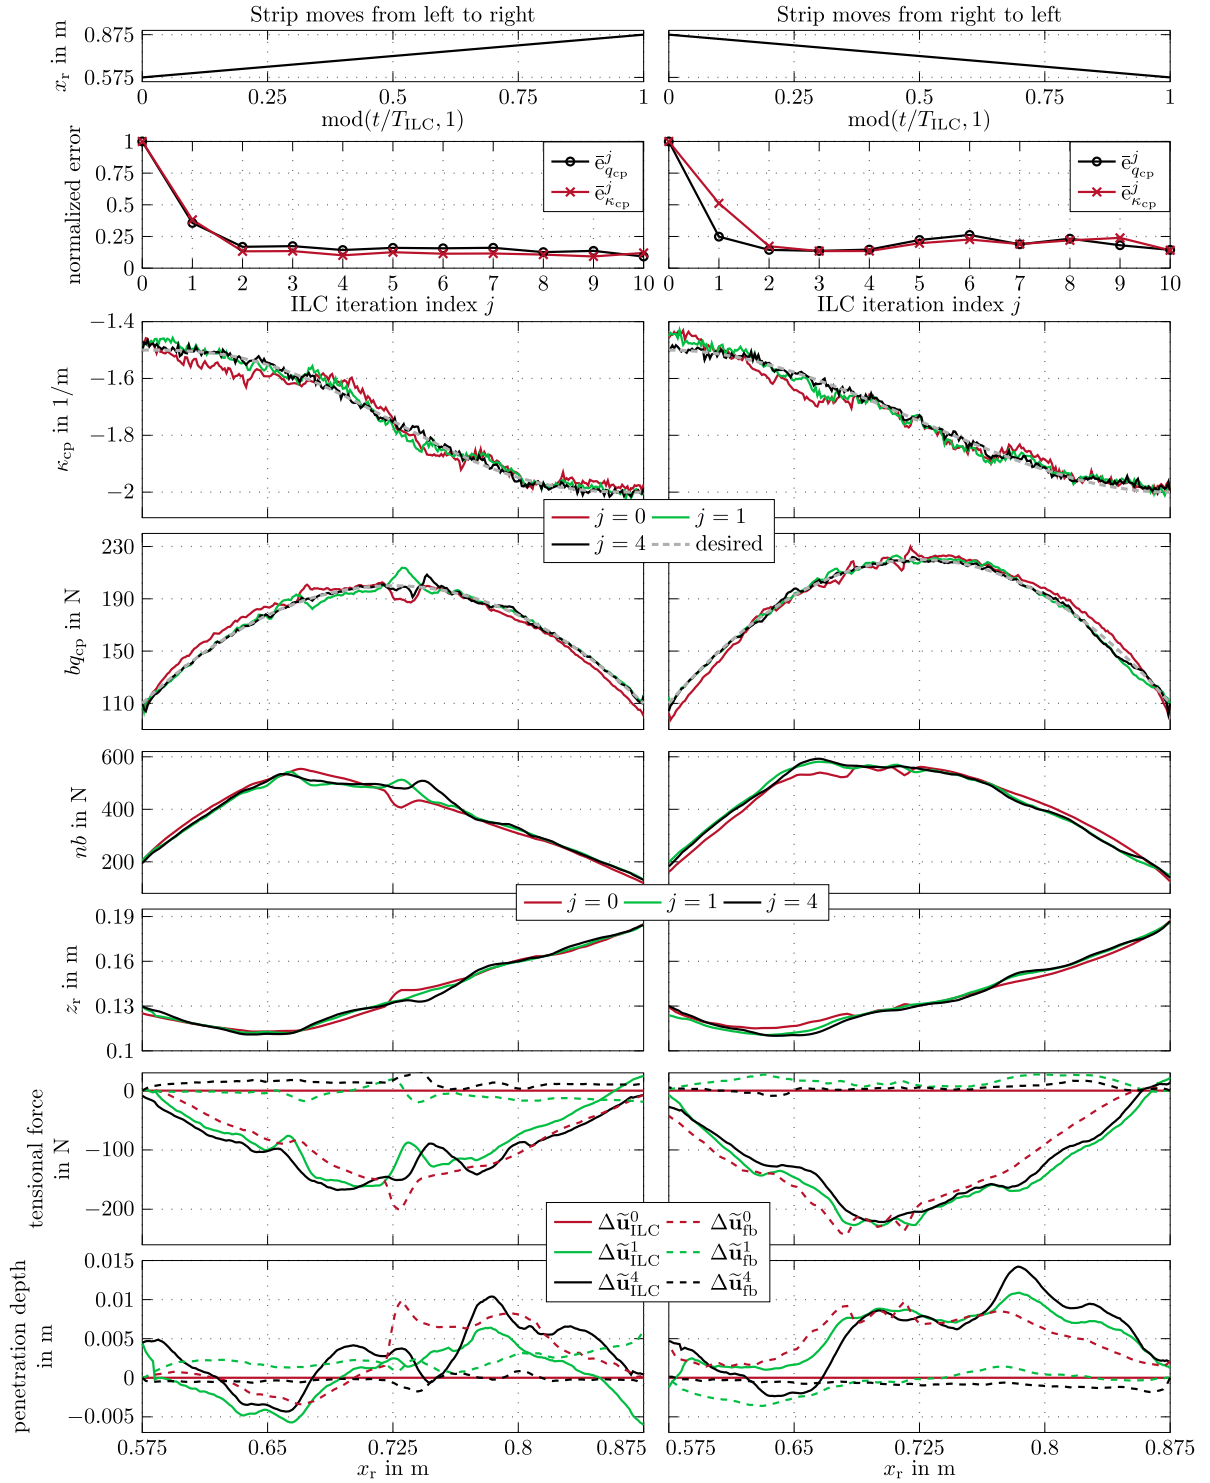 Strip moves from left to right Strip moves from right to left
x_r in m
0.875
0.575
0 0.25 0.5 0.75 1 0 0.25 0.5 0.75 1
mod(t/T_ILC, 1) mod(t/T_ILC, 1)
normalized error
1
0.75
0.5
0.25
0
ē^j_{q_cp} ē^j_{q_cp}
ē^j_{κ_cp} ē^j_{κ_cp}
0 1 2 3 4 5 6 7 8 9 10 0 1 2 3 4 5 6 7 8 9 10
ILC iteration index j ILC iteration index j
κ_cp in 1/m
−1.4
−1.6
−1.8
−2
j = 0 j = 1
j = 4 desired
bq_cp in N
230
190
150
110
nb in N
600
400
200
j = 0 j = 1 j = 4
z_r in m
0.19
0.16
0.13
0.1
tensional force
in N
0
−100
−200
Δũ^0_ILC Δũ^0_fb
Δũ^1_ILC Δũ^1_fb
Δũ^4_ILC Δũ^4_fb
penetration depth
in m
0.015
0.01
0.005
0
−0.005
0.575 0.65 0.725 0.8 0.875 0.575 0.65 0.725 0.8 0.875
x_r in m x_r in m